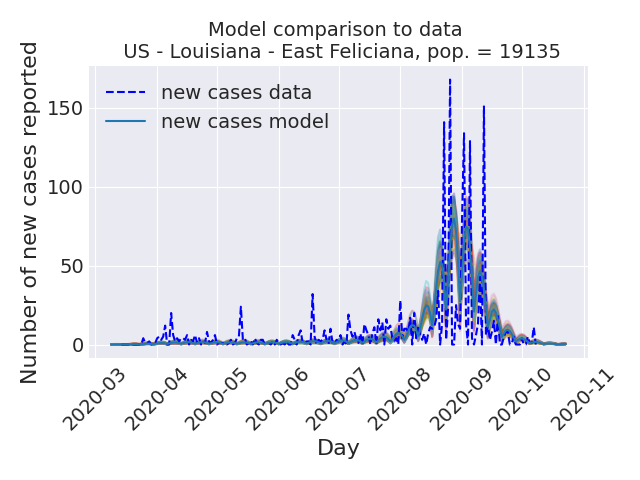 Model comparison to data
US - Louisiana - East Feliciana, pop. = 19135
Number of new cases reported
150
100
50
0
new cases data
new cases model
2020-03
2020-04
2020-05
2020-06
2020-07
2020-08
2020-09
2020-10
2020-11
Day